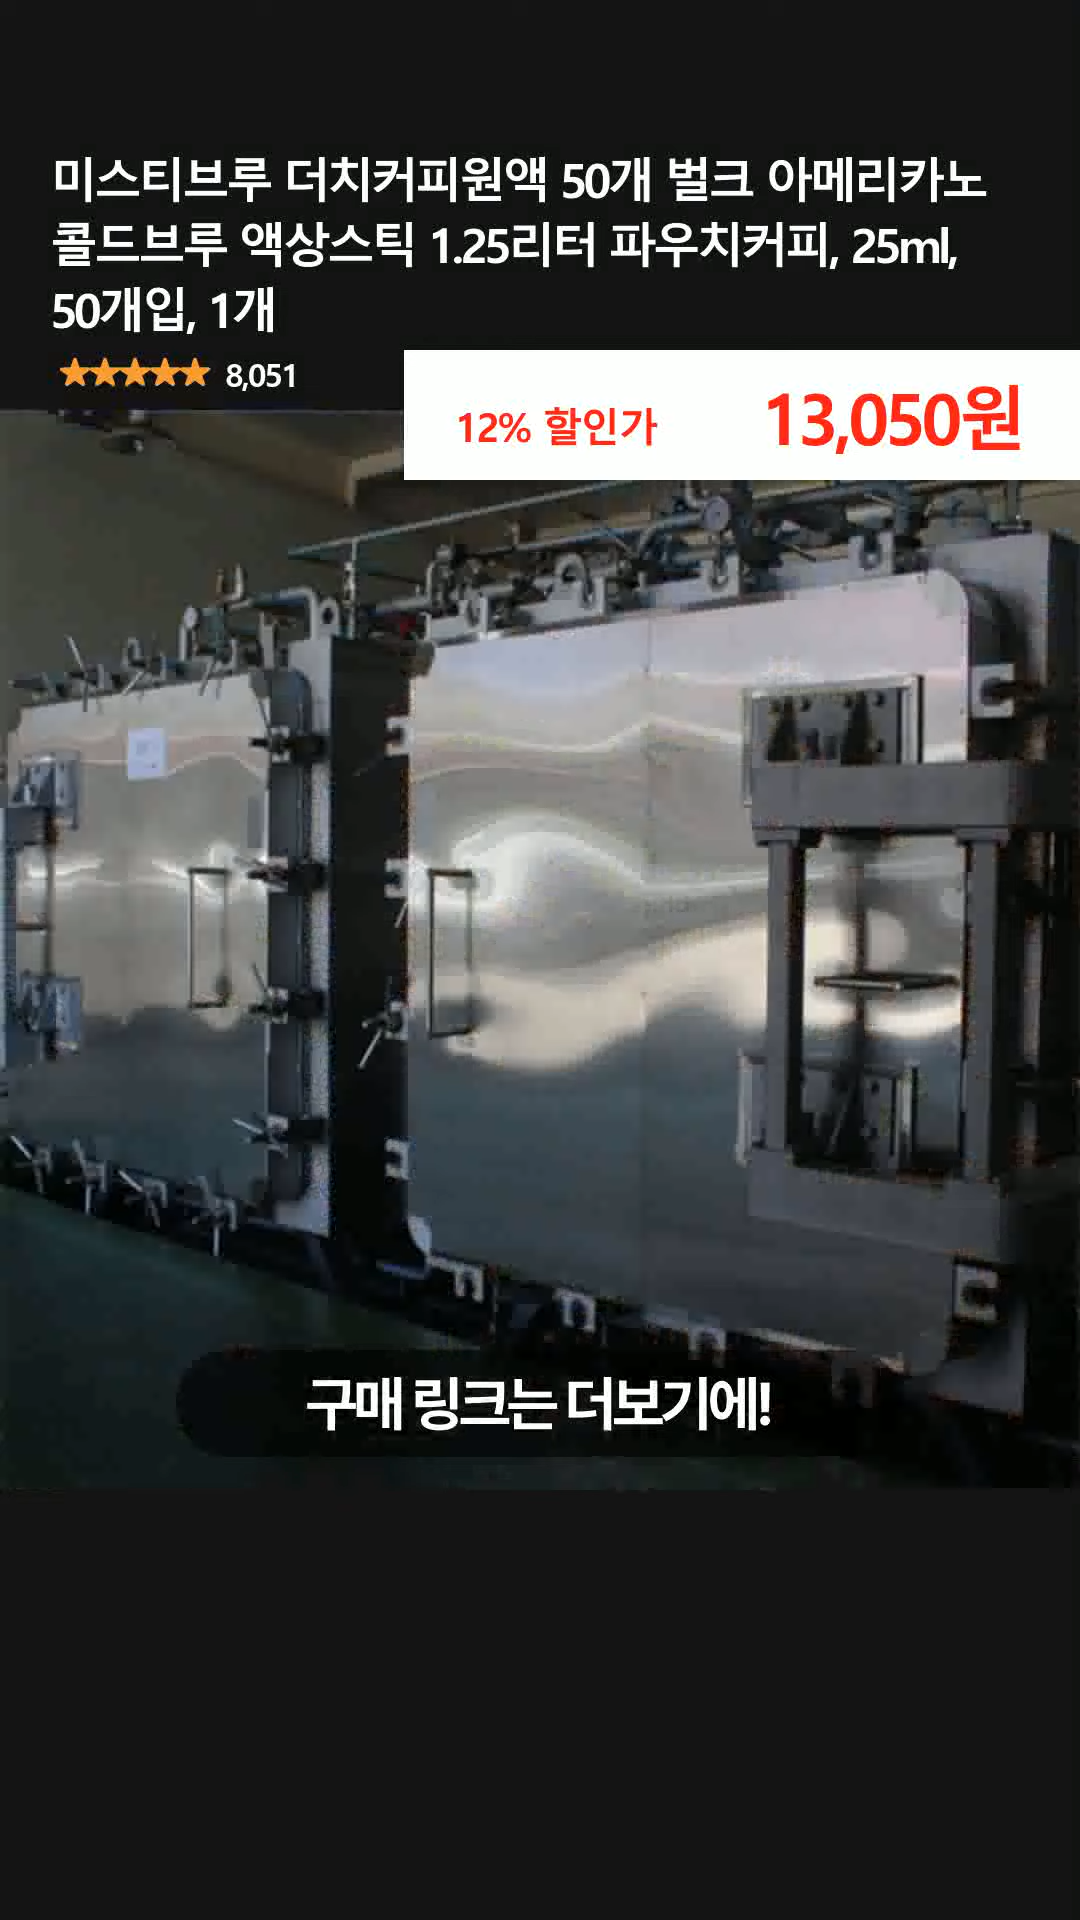 미스티브루 더치커피원액 50개 벌크 아메리카노
콜드브루 액상스틱 1.25리터 파우치커피, 25ml,
50개입, 1개
8,051
12% 할인가
13,050원
구매 링크는 더보기에!